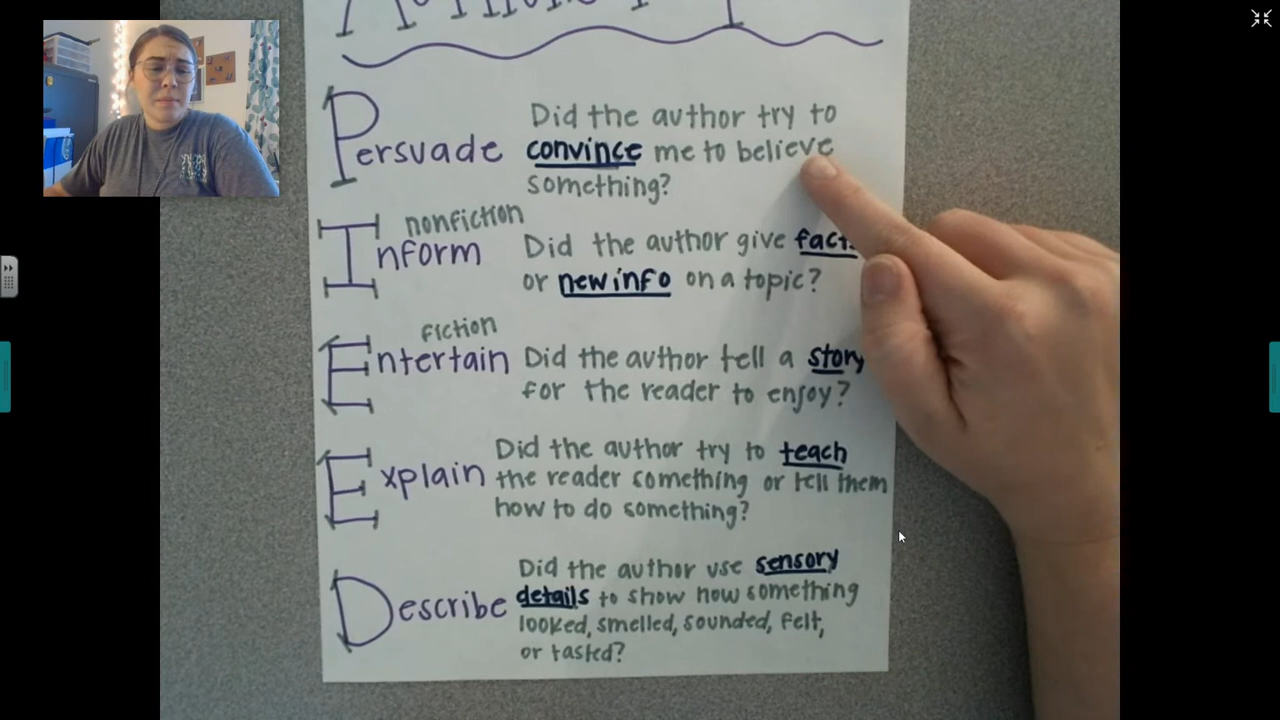 Persuade
Did the author try to
convince me to believe
something?
nonfiction
Inform
Did the author give
or new info on a topic?
fiction
Entertain
Did the author tell a story
for the reader to enjoy?
Explain
Did the author try to teach
the reader something or tell them
how to do something?
Describe
Did the author use sensory
details to show how something
looked, smelled, sounded, felt,
or tasted?